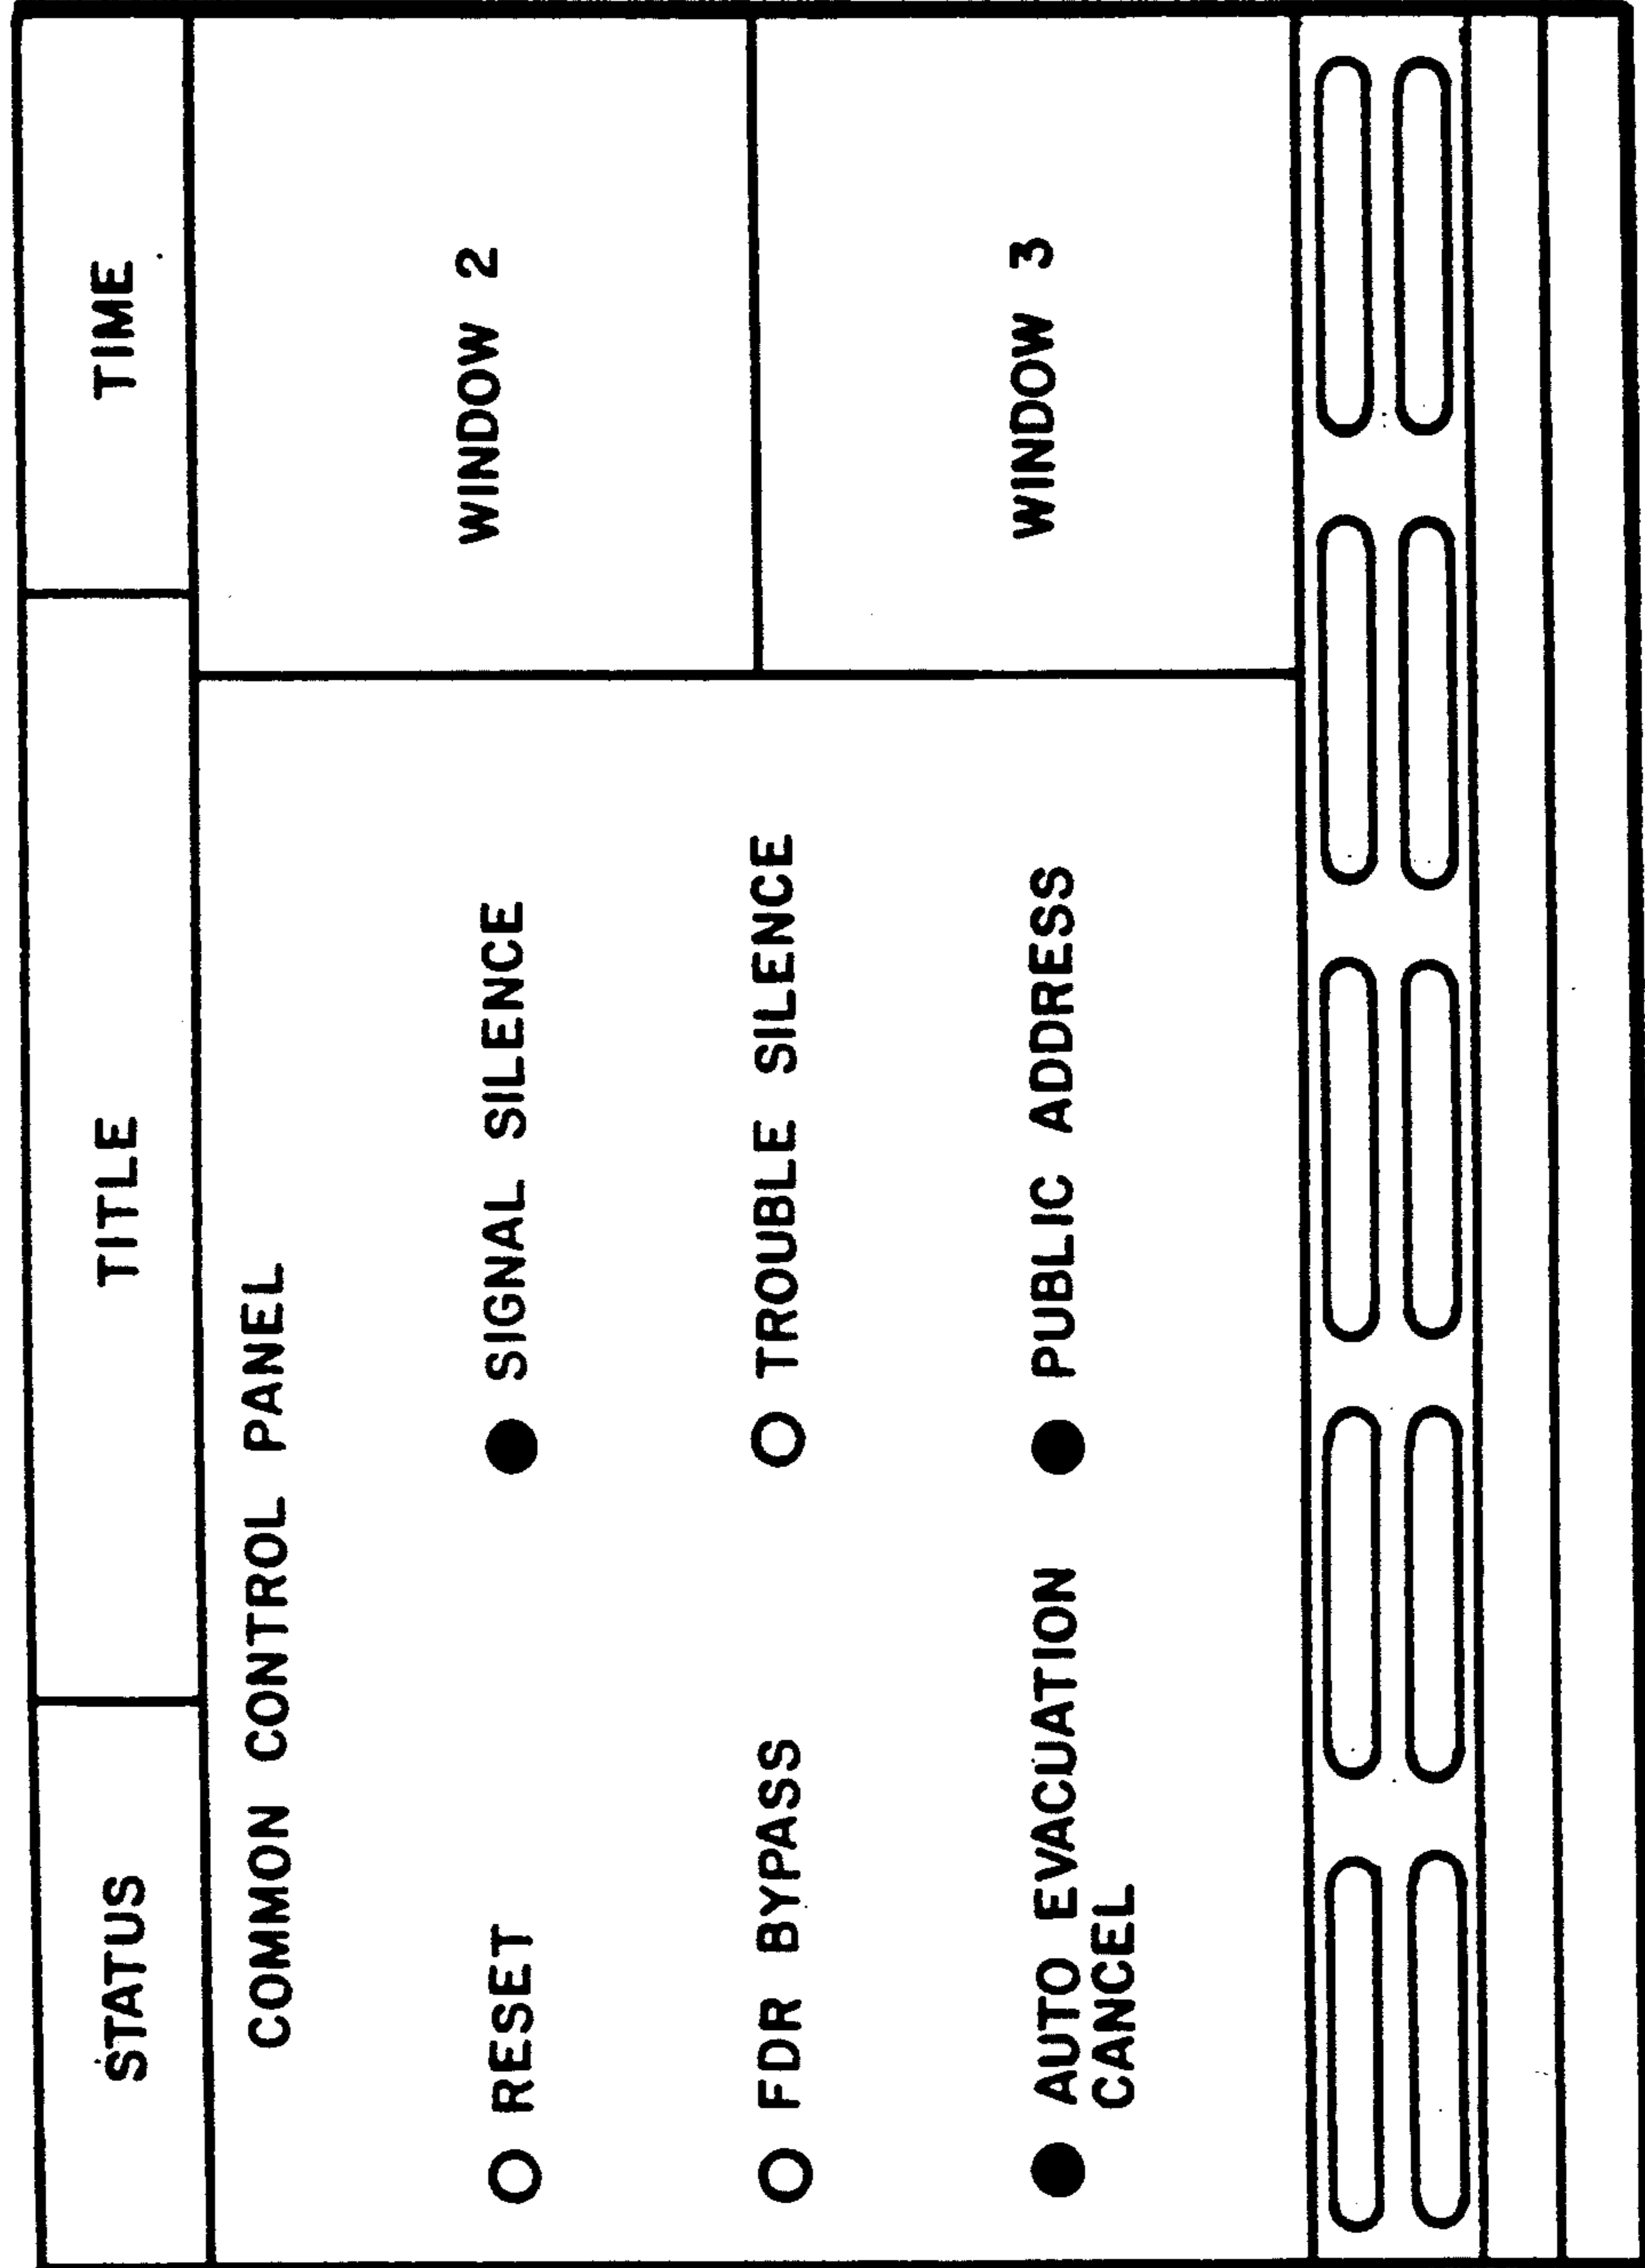 STATUS
TITLE
TIME
COMMON CONTROL PANEL
RESET
SIGNAL SILENCE
FDR BYPASS
TROUBLE SILENCE
AUTO EVACUATION
CANCEL
PUBLIC ADDRESS
WINDOW 2
WINDOW 3